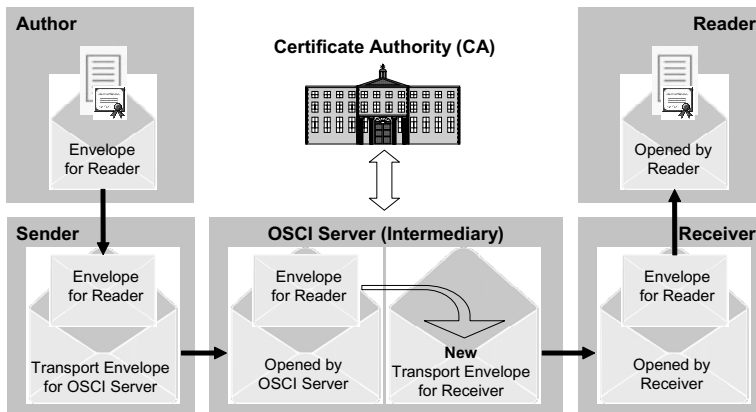 Author
Envelope
for Reader
Certificate Authority (CA)
Reader
Opened by
Reader
Sender
Envelope
for Reader
Transport Envelope
for OSCI Server
OSCI Server (Intermediary)
Envelope
for Reader
Opened by
OSCI Server
New
Transport Envelope
for Receiver
Receiver
Envelope
for Reader
Opened by
Receiver